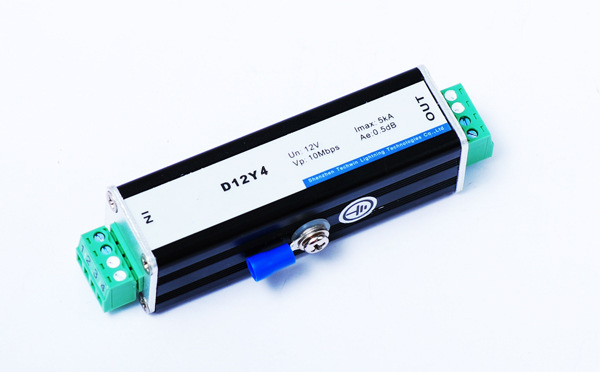 IN
D12Y4
Un: 12V
Vp: 10Mbps
Imax: 5kA
Ae:0.5dB
Shenzhen Techwin Lightning Technologies Co.,Ltd
OUT